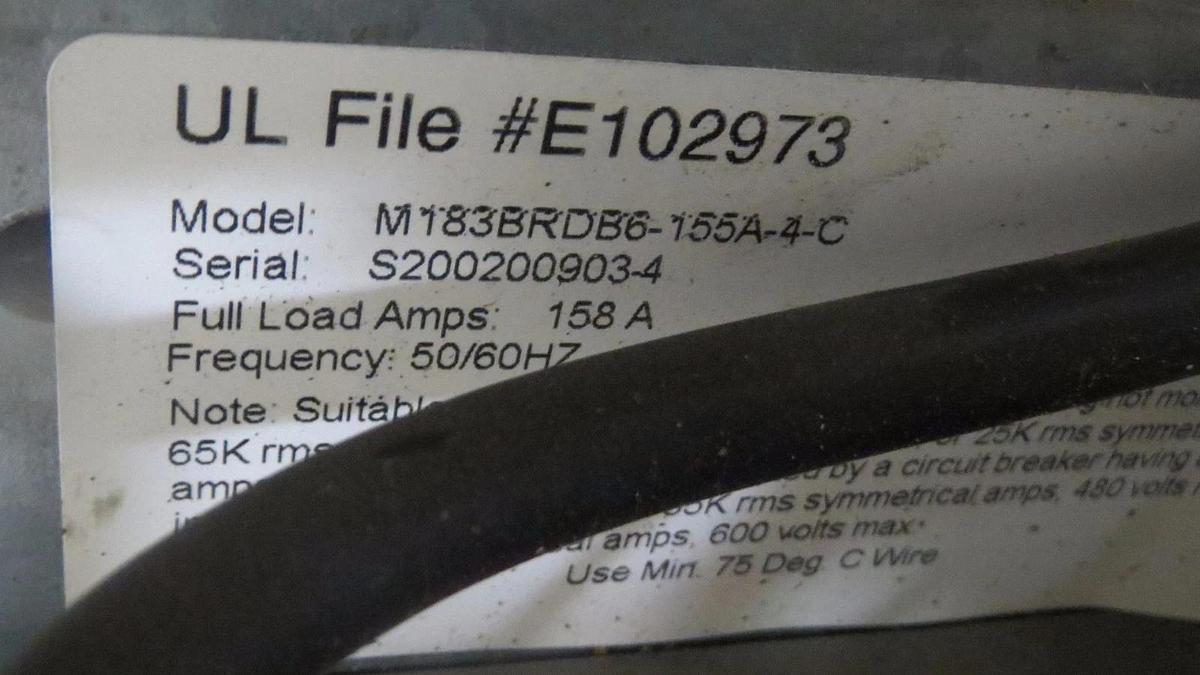 UL File #E102973
Model: M183BRDB6-155A-4-C
Serial: S200200903-4
Full Load Amps: 158 A
Frequency: 50/60HZ
Note: not
65K rms 25K rms
by a circuit breaker having
rms symmetrical amps, 480 volts
amps, 600 volts max.
Use Min. 75 Deg. C Wire